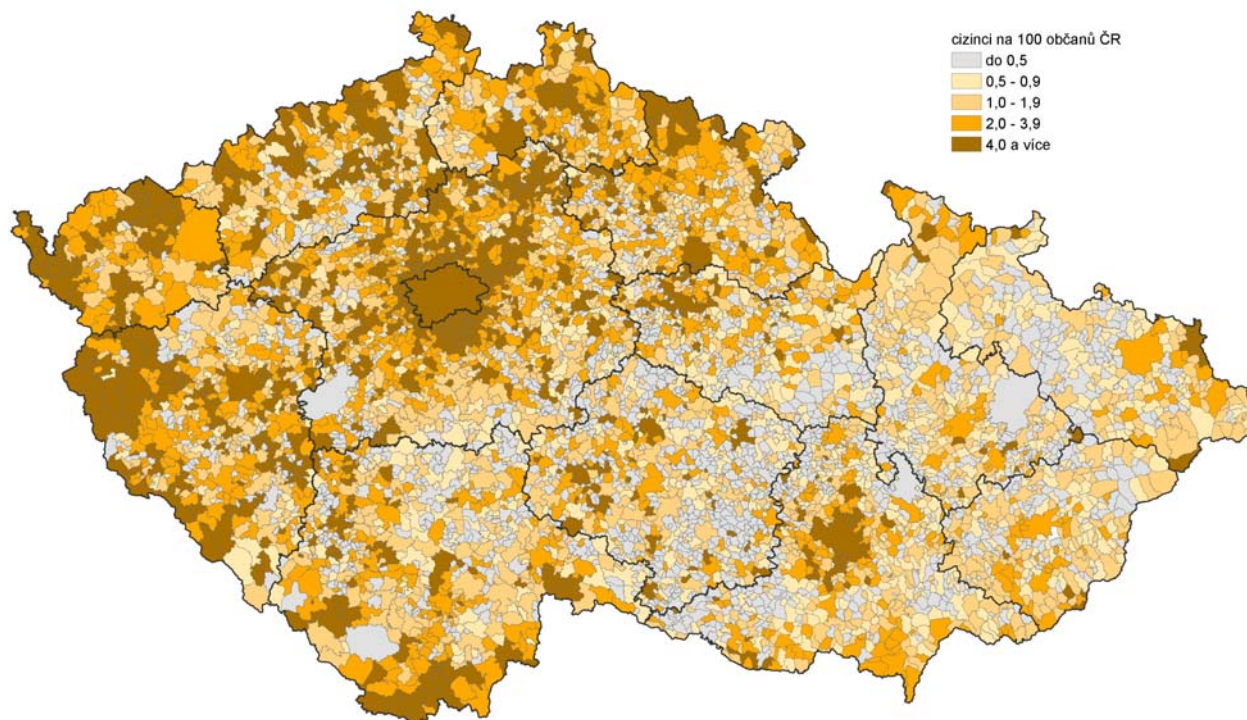 cizinci na 100 občanů ČR
do 0,5
0,5 - 0,9
1,0 - 1,9
2,0 - 3,9
4,0 a více